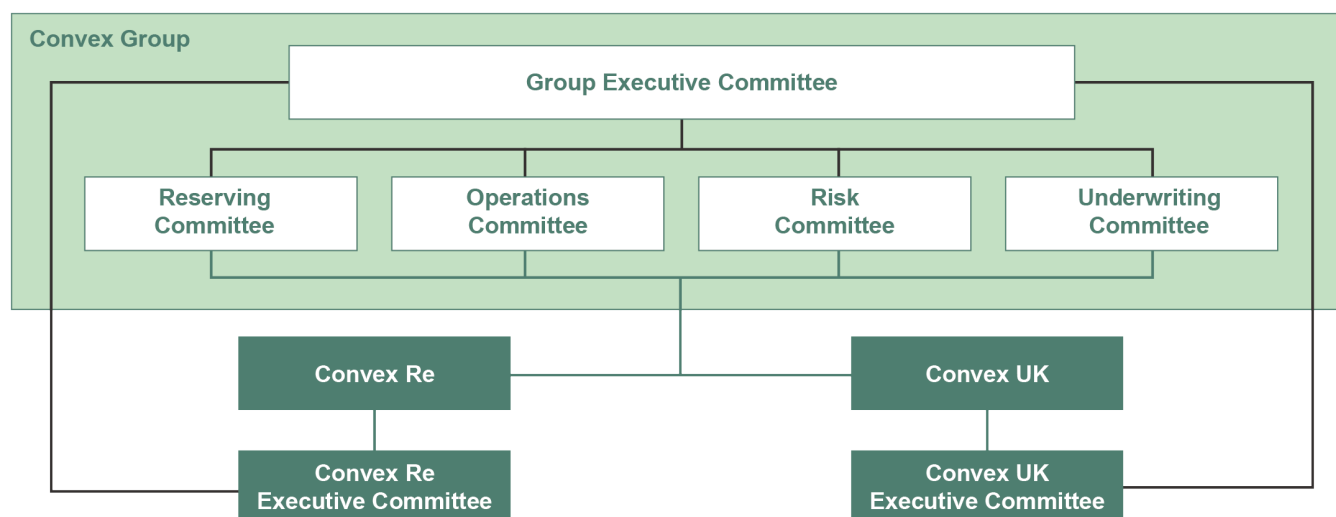 Convex Group
Group Executive Committee
Reserving
Committee
Operations
Committee
Risk
Committee
Underwriting
Committee
Convex Re
Convex UK
Convex Re
Executive Committee
Convex UK
Executive Committee